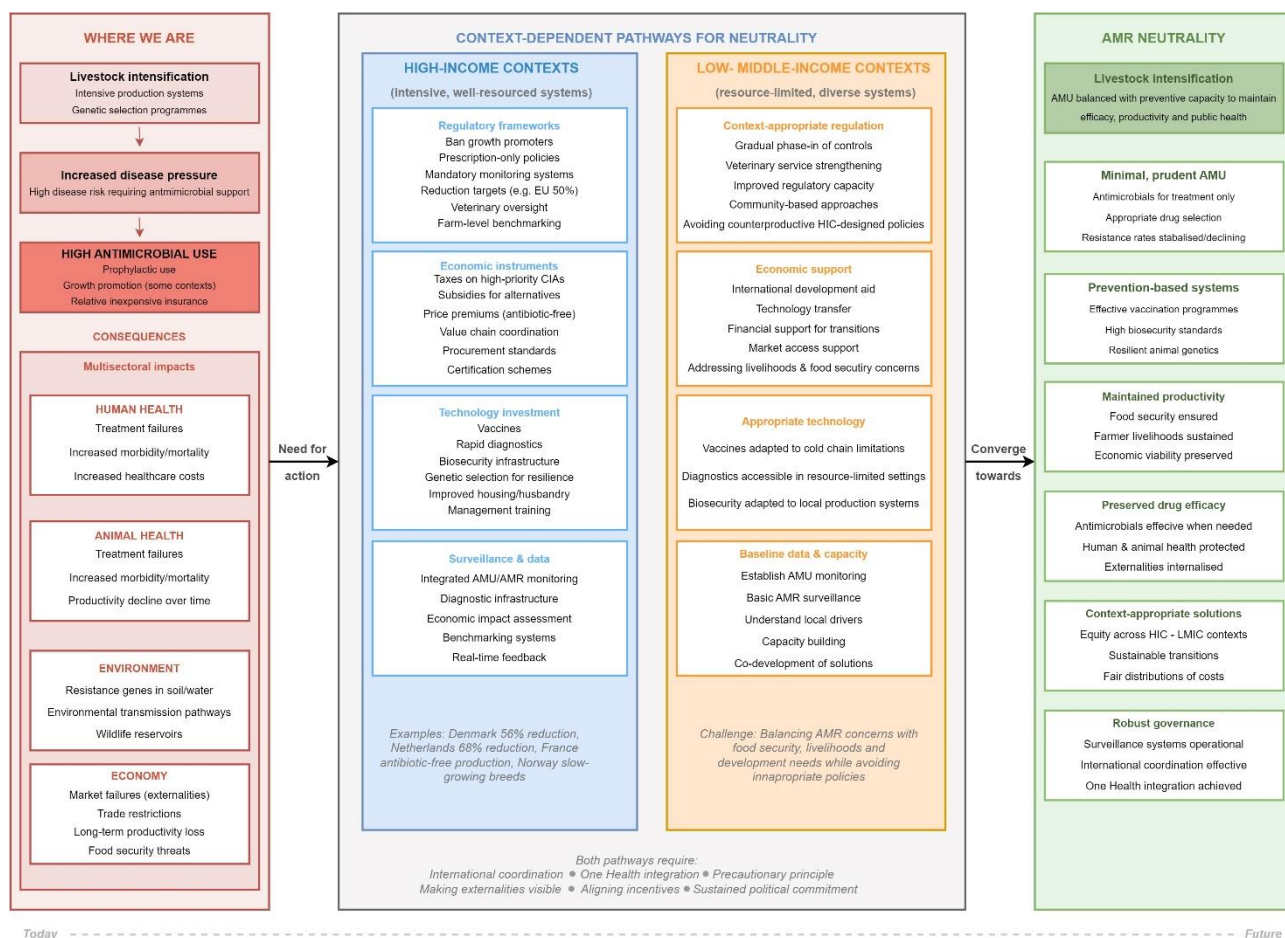 WHERE WE ARE
Livestock intensification
Intensive production systems
Genetic selection programmes
Increased disease pressure
High disease risk requiring antmimicrobial support
HIGH ANTIMICROBIAL USE
Prophylactic use
Growth promotion (some contexts)
Relative inexpensive insurance
CONSEQUENCES
Multisectoral impacts
HUMAN HEALTH
Treatment failures
Increased morbidity/mortality
Increased healthcare costs
ANIMAL HEALTH
Treatment failures
Increased morbidity/mortality
Productivity decline over time
ENVIRONMENT
Resistance genes in soil/water
Environmental transmission pathways
Wildlife reservoirs
ECONOMY
Market failures (externalities)
Trade restrictions
Long-term productivity loss
Food security threats
Need for
action
CONTEXT-DEPENDENT PATHWAYS FOR NEUTRALITY
HIGH-INCOME CONTEXTS
(intensive, well-resourced systems)
Regulatory frameworks
Ban growth promoters
Prescription-only policies
Mandatory monitoring systems
Reduction targets (e.g. EU 50%)
Veterinary oversight
Farm-level benchmarking
Economic instruments
Taxes on high-priority CIAs
Subsidies for alternatives
Price premiums (antibiotic-free)
Value chain coordination
Procurement standards
Certification schemes
Technology investment
Vaccines
Rapid diagnostics
Biosecurity infrastructure
Genetic selection for resilience
Improved housing/husbandry
Management training
Surveillance & data
Integrated AMU/AMR monitoring
Diagnostic infrastructure
Economic impact assessment
Benchmarking systems
Real-time feedback
Examples: Denmark 56% reduction,
Netherlands 68% reduction, France
antibiotic-free production, Norway slow-
growing breeds
LOW- MIDDLE-INCOME CONTEXTS
(resource-limited, diverse systems)
Context-appropriate regulation
Gradual phase-in of controls
Veterinary service strengthening
Improved regulatory capacity
Community-based approaches
Avoiding counterproductive HIC-designed policies
Economic support
International development aid
Technology transfer
Financial support for transitions
Market access support
Addressing livelihoods & food secutiry concerns
Appropriate technology
Vaccines adapted to cold chain limitations
Diagnostics accessible in resource-limited settings
Biosecurity adapted to local production systems
Baseline data & capacity
Establish AMU monitoring
Basic AMR surveillance
Understand local drivers
Capacity building
Co-development of solutions
Challenge: Balancing AMR concerns with
food security, livelihoods and
development needs while avoiding
innapropriate policies
Both pathways require:
International coordination ● One Health integration ● Precautionary principle
Making externalities visible ● Aligning incentives ● Sustained political commitment
Converge
towards
AMR NEUTRALITY
Livestock intensification
AMU balanced with preventive capacity to maintain
efficacy, productivity and public health
Minimal, prudent AMU
Antimicrobials for treatment only
Appropriate drug selection
Resistance rates stabalised/declining
Prevention-based systems
Effective vaccination programmes
High biosecurity standards
Resilient animal genetics
Maintained productivity
Food security ensured
Farmer livelihoods sustained
Economic viability preserved
Preserved drug efficacy
Antimicrobials effecive when needed
Human & animal health protected
Externalities internalised
Context-appropriate solutions
Equity across HIC - LMIC contexts
Sustainable transitions
Fair distributions of costs
Robust governance
Surveillance systems operational
International coordination effective
One Health integration achieved
Today
Future